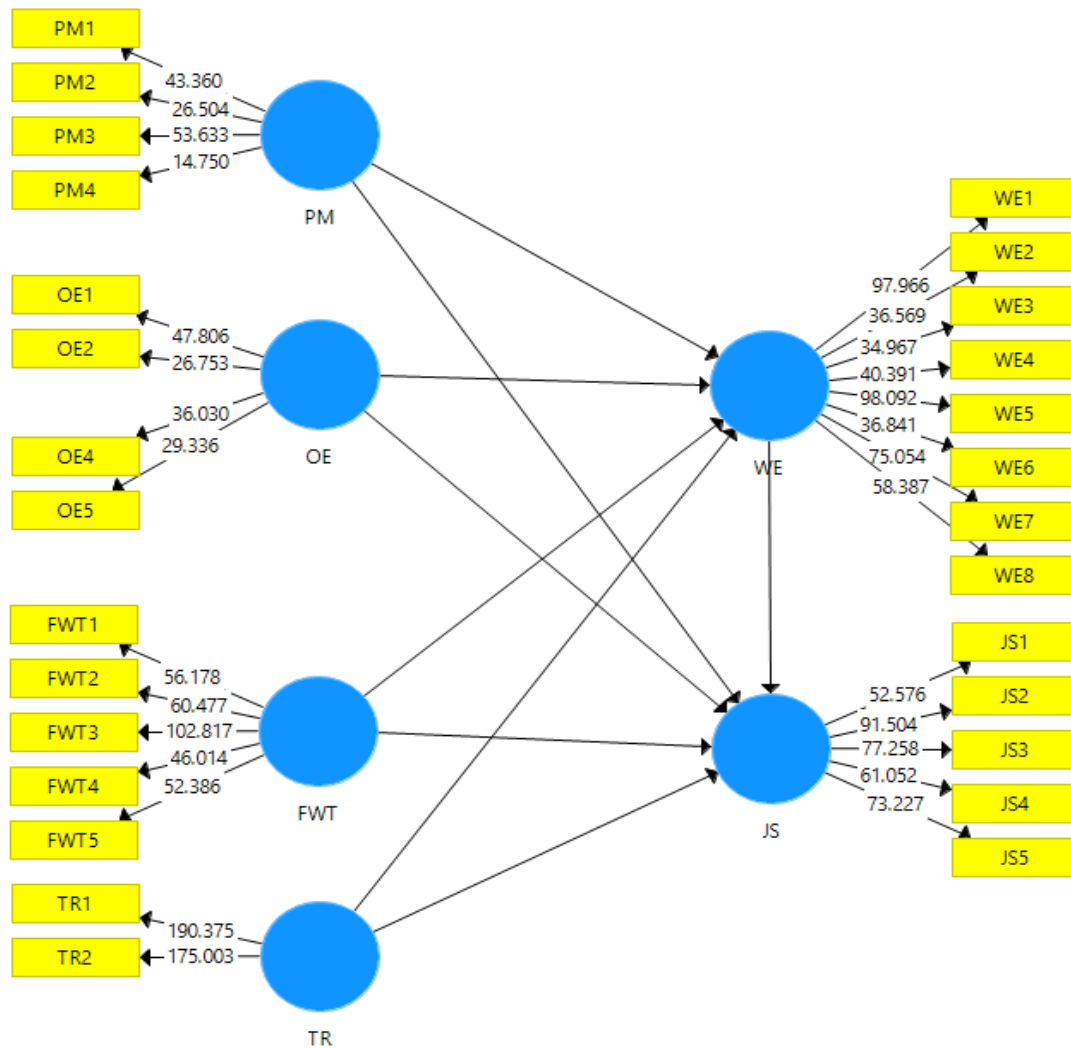 PM1
PM2
PM3
PM4
43.360
26.504
53.633
14.750
PM
OE1
OE2
OE4
OE5
47.806
26.753
36.030
29.336
OE
FWT1
FWT2
FWT3
FWT4
FWT5
56.178
60.477
102.817
46.014
52.386
FWT
TR1
TR2
190.375
175.003
TR
WE
97.966
36.569
34.967
40.391
98.092
36.841
75.054
58.387
WE1
WE2
WE3
WE4
WE5
WE6
WE7
WE8
JS
52.576
91.504
77.258
61.052
73.227
JS1
JS2
JS3
JS4
JS5